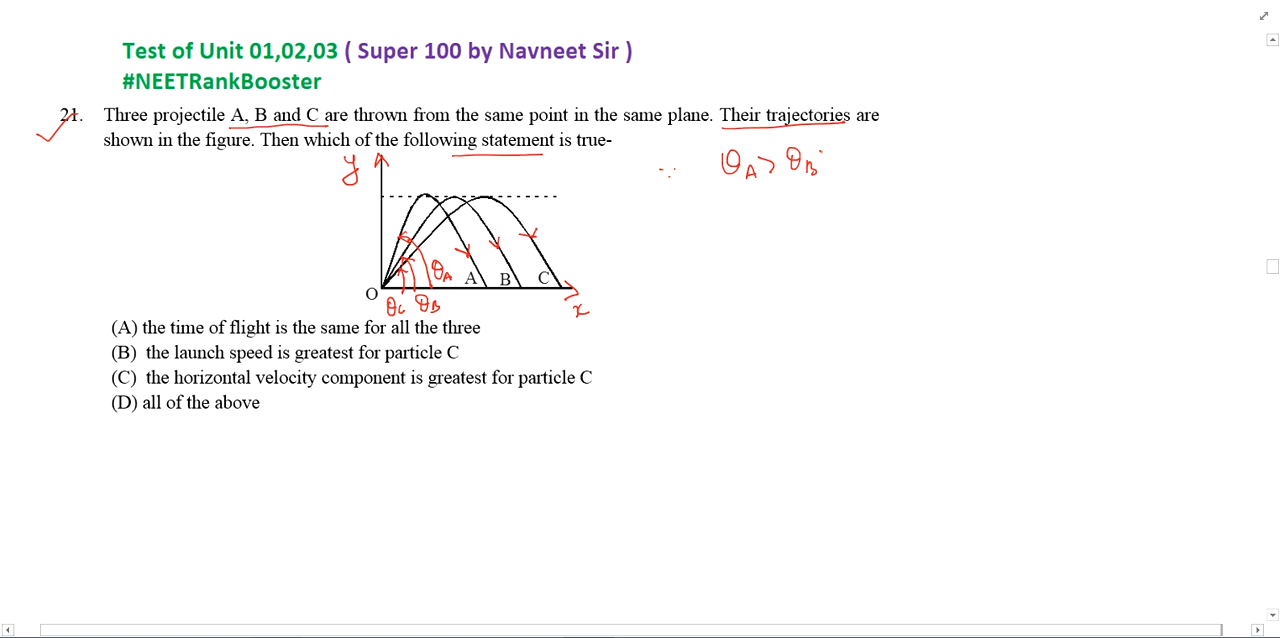 Test of Unit 01,02,03 ( Super 100 by Navneet Sir )
#NEETRankBooster
21. Three projectile A, B and C are thrown from the same point in the same plane. Their trajectories are
shown in the figure. Then which of the following statement is true-
∵ θA > θB
y
θA A B C
O
θC θB x
(A) the time of flight is the same for all the three
(B) the launch speed is greatest for particle C
(C) the horizontal velocity component is greatest for particle C
(D) all of the above